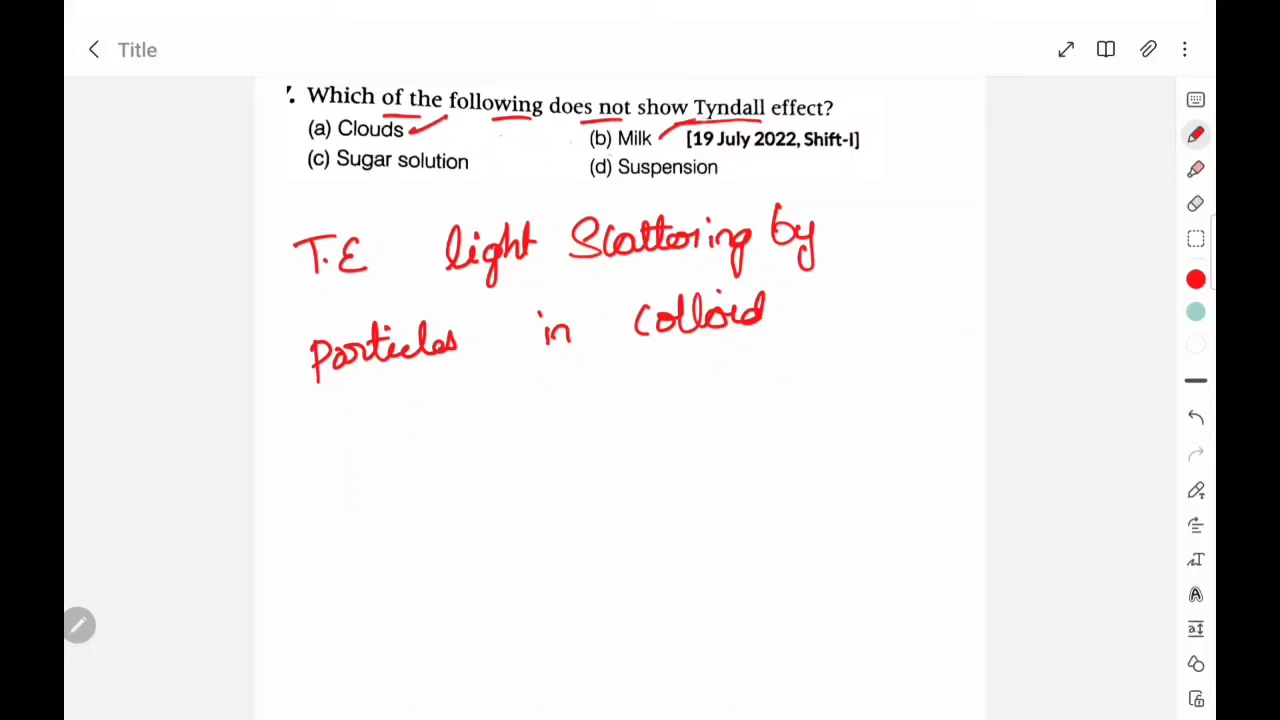 Title
. Which of the following does not show Tyndall effect?
(a) Clouds (b) Milk [19 July 2022, Shift-I]
(c) Sugar solution (d) Suspension
T.E light Scattering by
Particles in Colloid